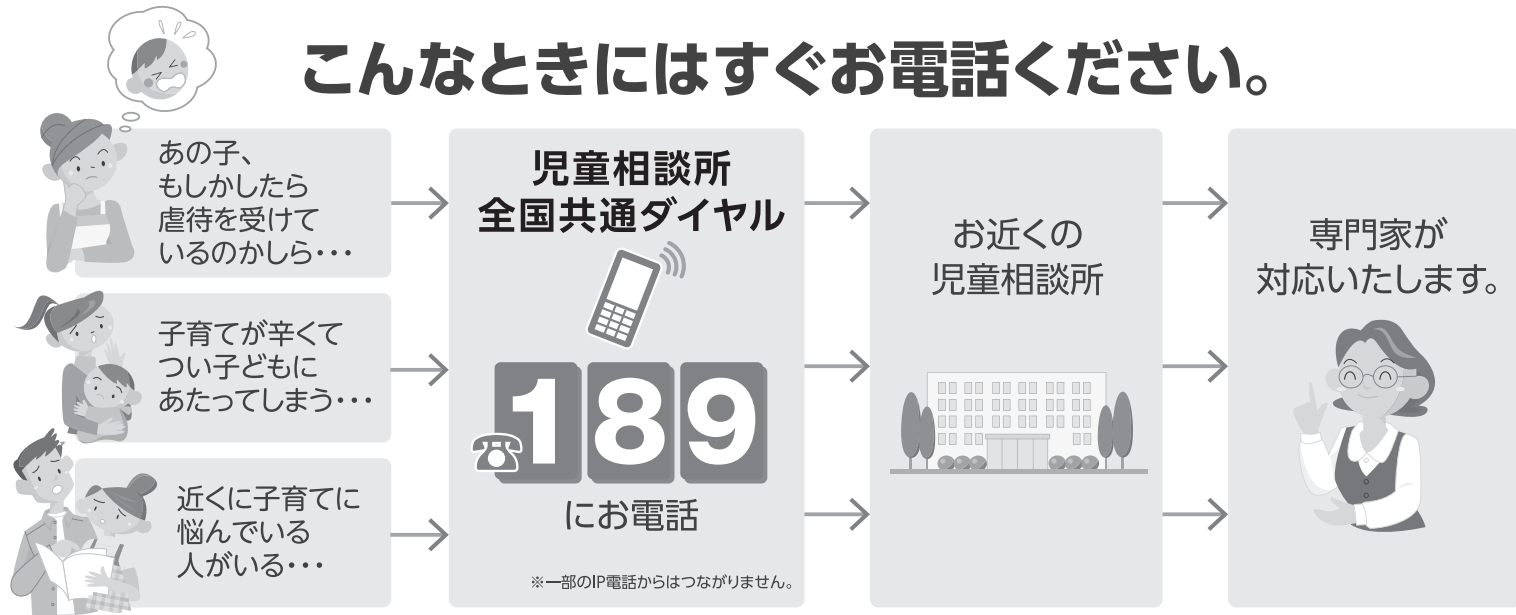 こんなときにはすぐお電話ください。
あの子、
もしかしたら
虐待を受けて
いるのかしら・・・
子育てが辛くて
つい子どもに
あたってしまう・・・
近くに子育てに
悩んでいる
人がいる・・・
児童相談所
全国共通ダイヤル
189
にお電話
※一部のIP電話からはつながりません。
お近くの
児童相談所
専門家が
対応いたします。